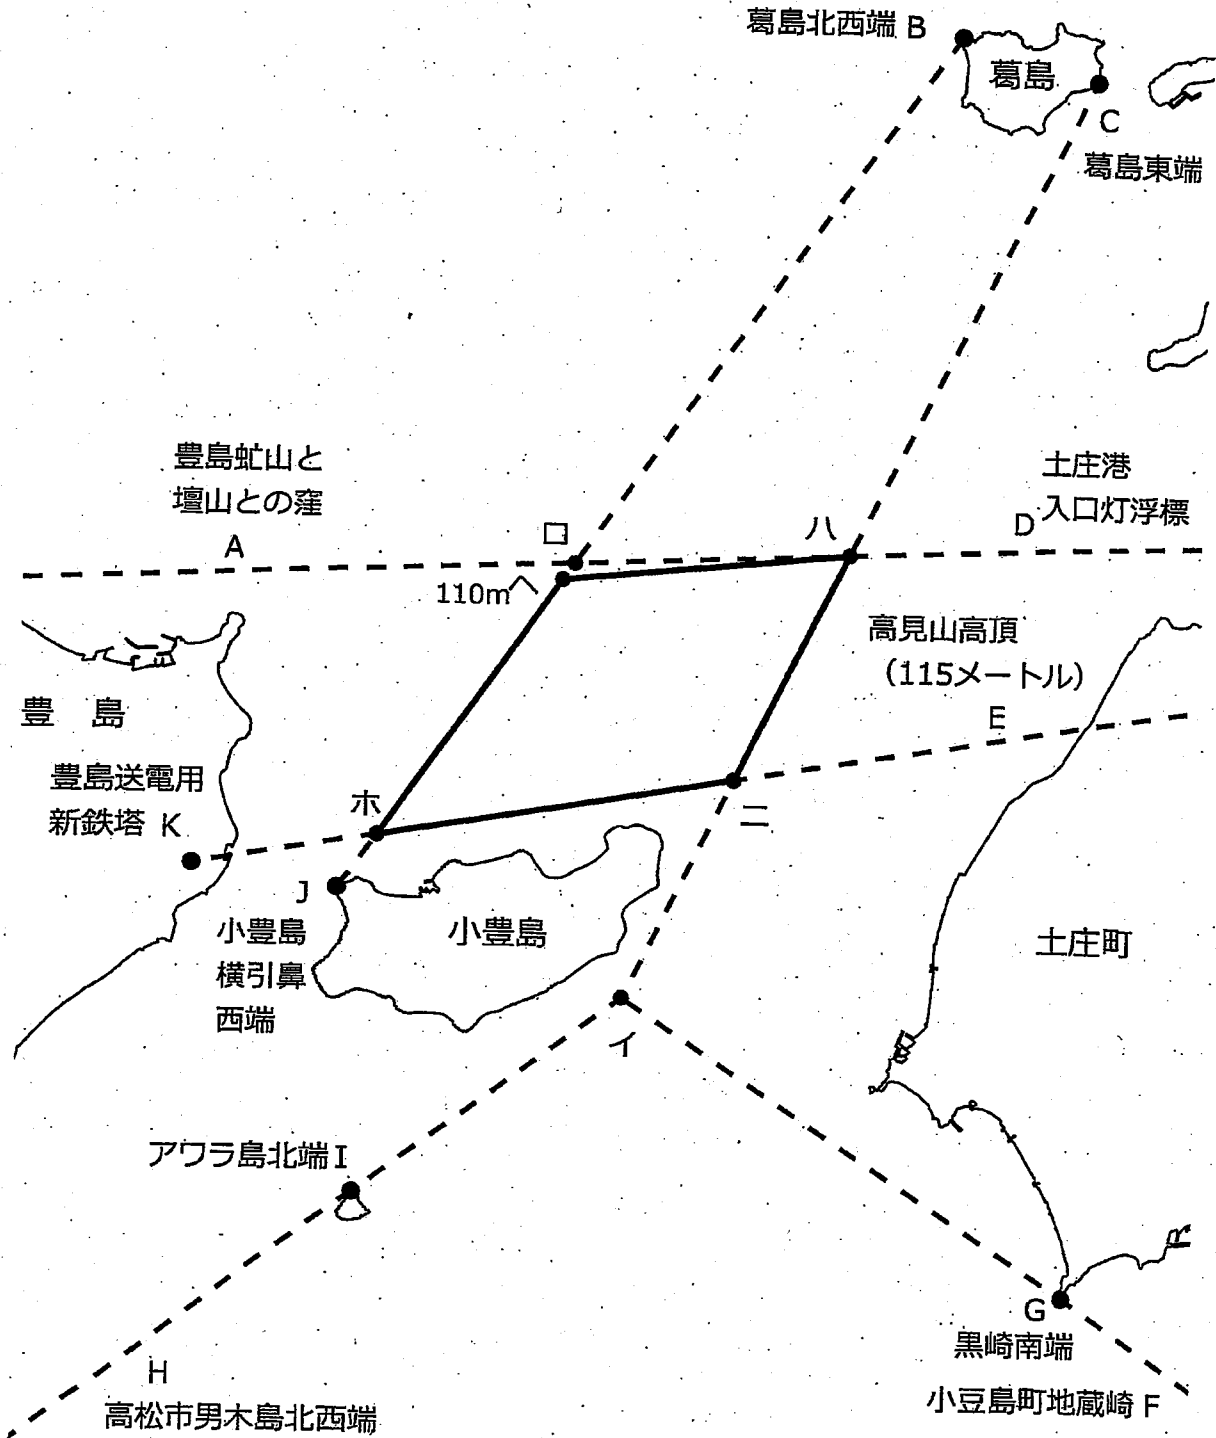 葛島北西端 B
葛島
C
葛島東端
豊島虻山と
壇山との窪
A
ロ
ハ
土庄港
入口灯浮標
D
110m
ヘ
高見山高頂
（115メートル）
E
豊 島
豊島送電用
新鉄塔 K
ホ
ニ
J
小豊島
横引鼻
西端
小豊島
土庄町
イ
アワラ島北端 I
H
高松市男木島北西端
G
黒崎南端
小豆島町地蔵崎 F